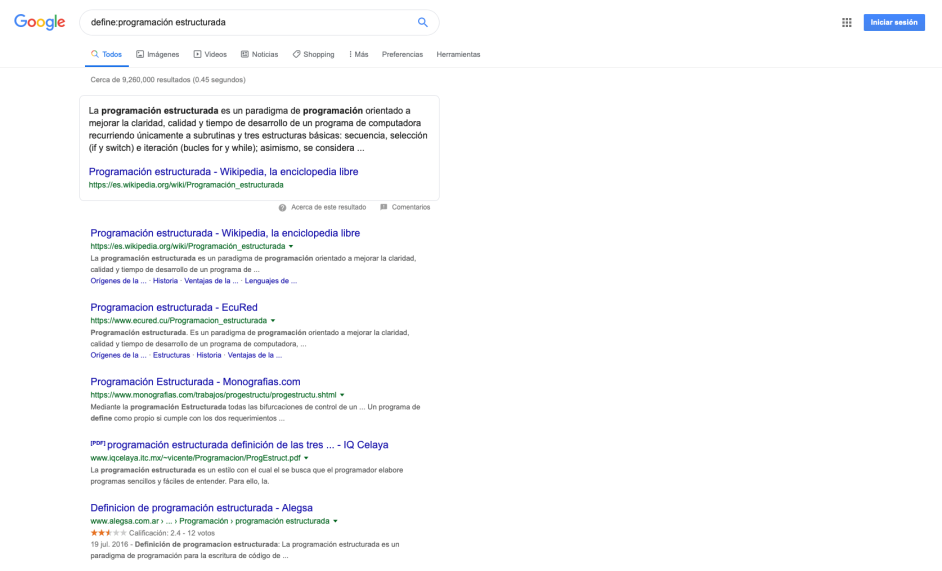 Google
define:programación estructurada
Iniciar sesión
Todos Imágenes Videos Noticias Shopping Más Preferencias Herramientas
Cerca de 9,260,000 resultados (0.45 segundos)
La programación estructurada es un paradigma de programación orientado a
mejorar la claridad, calidad y tiempo de desarrollo de un programa de computadora
recurriendo únicamente a subrutinas y tres estructuras básicas: secuencia, selección
(if y switch) e iteración (bucles for y while); asimismo, se considera ...
Programación estructurada - Wikipedia, la enciclopedia libre
https://es.wikipedia.org/wiki/Programación_estructurada
Acerca de este resultado Comentarios
Programación estructurada - Wikipedia, la enciclopedia libre
https://es.wikipedia.org/wiki/Programación_estructurada
La programación estructurada es un paradigma de programación orientado a mejorar la claridad,
calidad y tiempo de desarrollo de un programa de ...
Orígenes de la ... · Historia · Ventajas de la ... · Lenguajes de ...
Programacion estructurada - EcuRed
https://www.ecured.cu/Programacion_estructurada
Programación estructurada. Es un paradigma de programación orientado a mejorar la claridad,
calidad y tiempo de desarrollo de un programa de computadora, ...
Orígenes de la ... · Estructuras · Historia · Ventajas de la ...
Programación Estructurada - Monografias.com
https://www.monografias.com/trabajos/progestructu/progestructu.shtml
Mediante la programación Estructurada todas las bifurcaciones de control de un ... Un programa de
define como propio si cumple con los dos requerimientos ...
[PDF] programación estructurada definición de las tres ... - IQ Celaya
www.iqcelaya.itc.mx/~vicente/Programacion/ProgEstruct.pdf
La programación estructurada es un estilo con el cual el se busca que el programador elabore
programas sencillos y fáciles de entender. Para ello, la.
Definicion de programación estructurada - Alegsa
www.alegsa.com.ar › ... › Programación › programación estructurada
Calificación: 2.4 - 12 votos
19 jul. 2016 - Definición de programacion estructurada: La programación estructurada es un
paradigma de programación para la escritura de código de ...